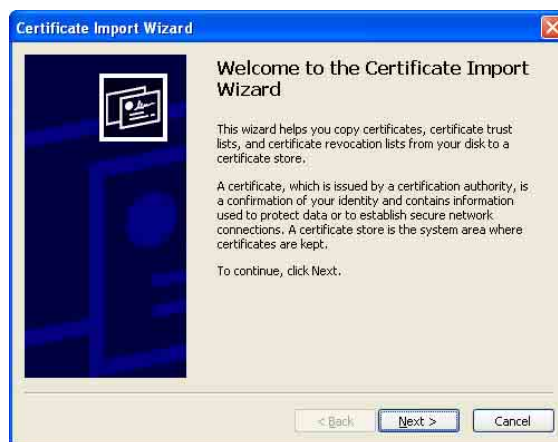 Certificate Import Wizard
Welcome to the Certificate Import
Wizard
This wizard helps you copy certificates, certificate trust
lists, and certificate revocation lists from your disk to a
certificate store.
A certificate, which is issued by a certification authority, is
a confirmation of your identity and contains information
used to protect data or to establish secure network
connections. A certificate store is the system area where
certificates are kept.
To continue, click Next.
< Back Next > Cancel